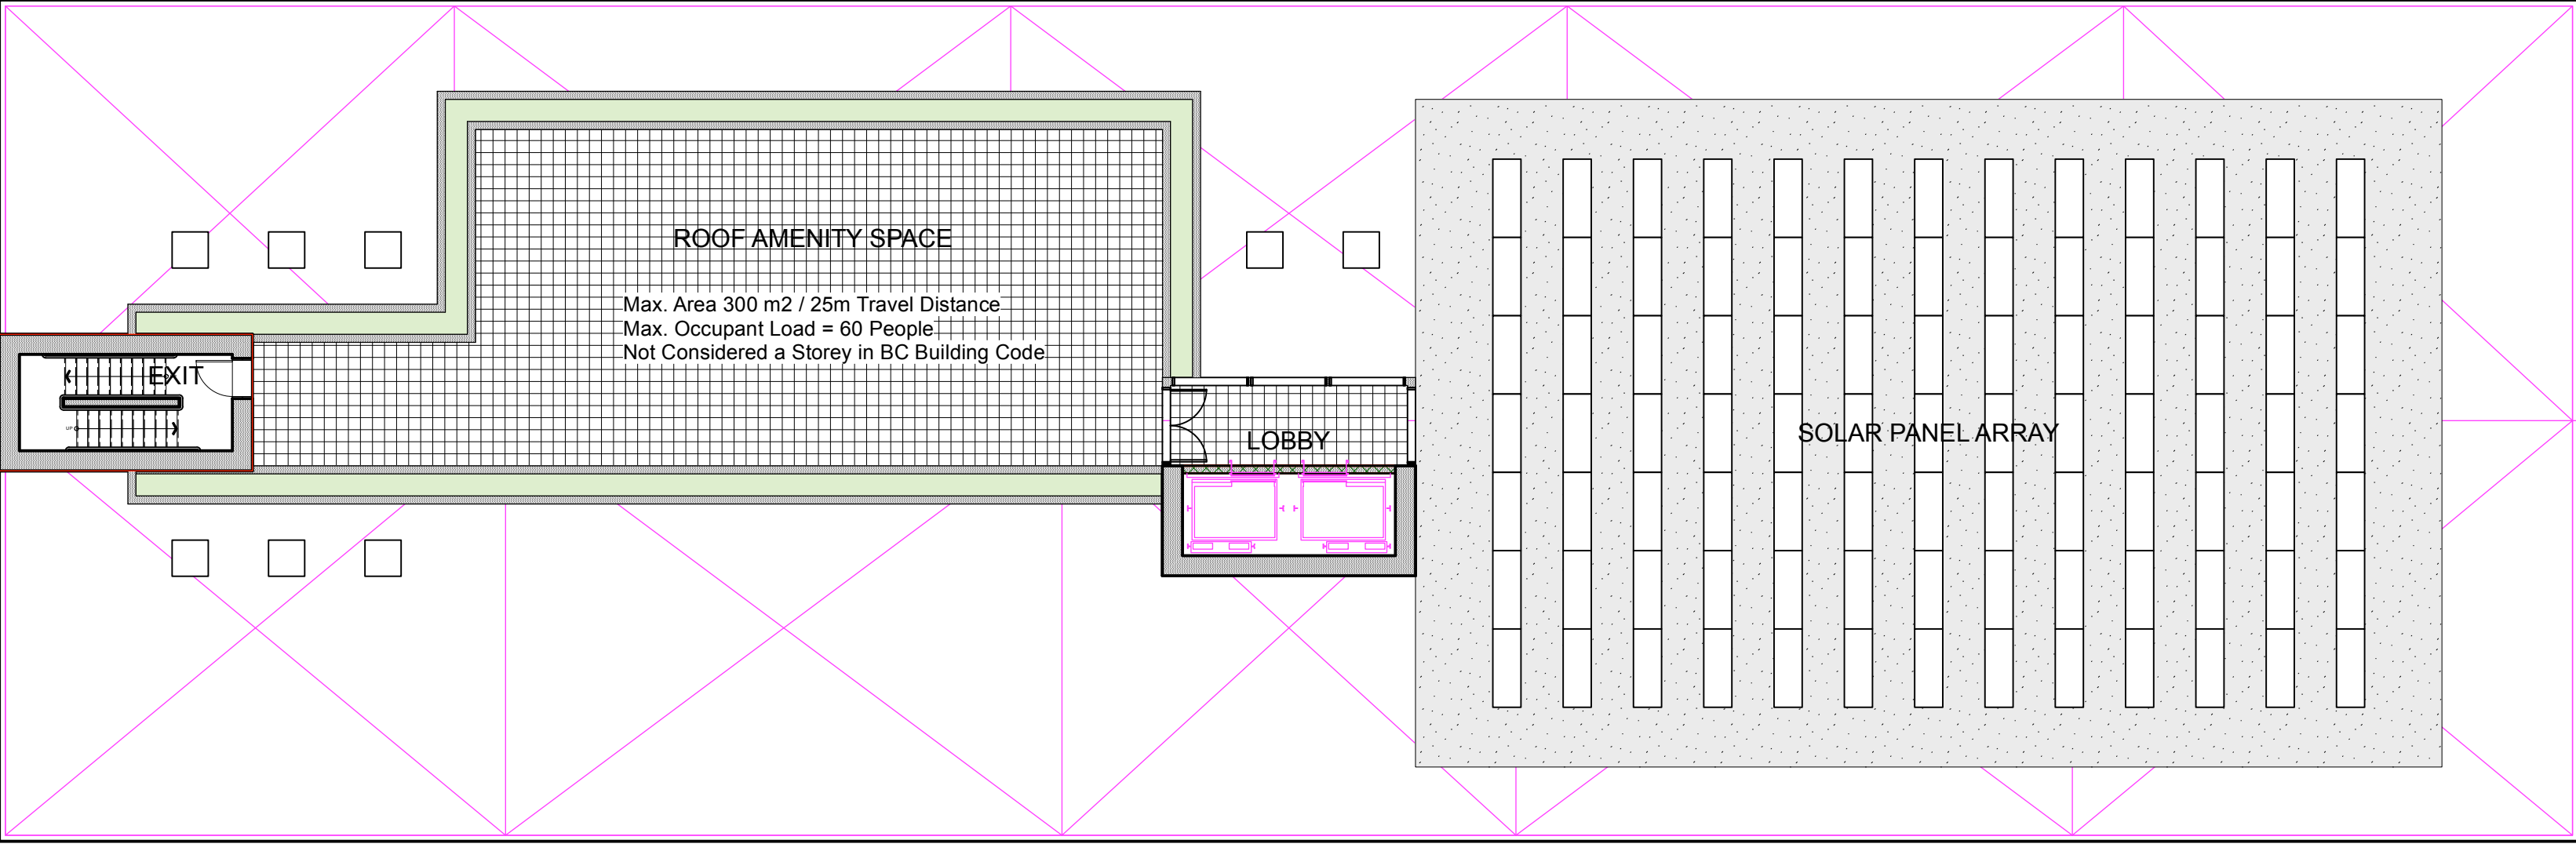 ROOF AMENITY SPACE
Max. Area 300 m2 / 25m Travel Distance
Max. Occupant Load = 60 People
Not Considered a Storey in BC Building Code
EXIT
UP
LOBBY
SOLAR PANEL ARRAY